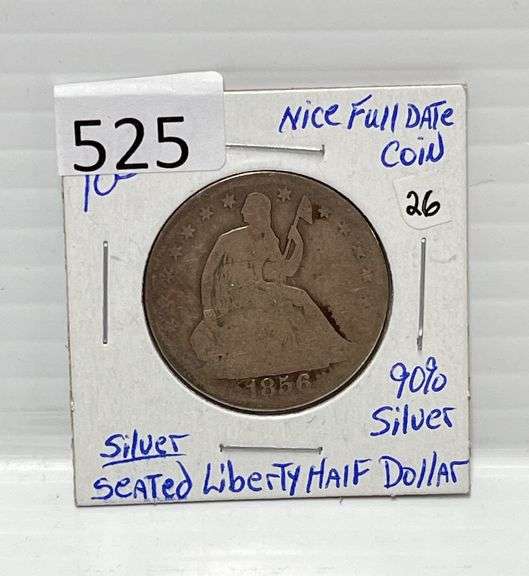 525
Nice Full DATe
Coin
26
1856
90%
Silver
Silver
SeATed LiberTy HAlF DollAr